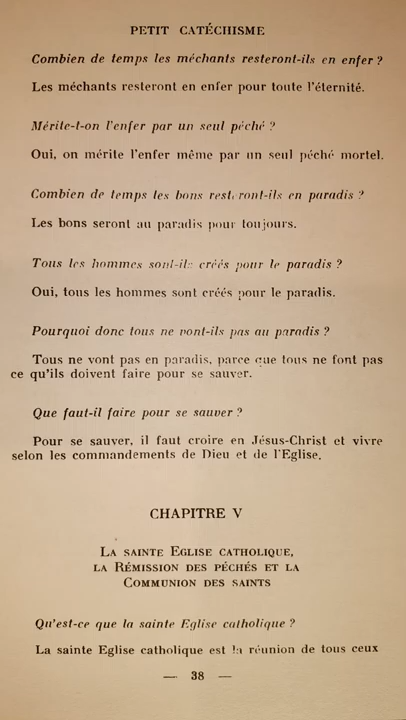 PETIT CATÉCHISME
Combien de temps les méchants resteront-ils en enfer ?
Les méchants resteront en enfer pour toute l'éternité.
Mérite-t-on l'enfer par un seul péché ?
Oui, on mérite l'enfer même par un seul péché mortel.
Combien de temps les bons resteront-ils en paradis ?
Les bons seront au paradis pour toujours.
Tous les hommes sont-ils créés pour le paradis ?
Oui, tous les hommes sont créés pour le paradis.
Pourquoi donc tous ne vont-ils pas au paradis ?
Tous ne vont pas en paradis, parce que tous ne font pas
ce qu'ils doivent faire pour se sauver.
Que faut-il faire pour se sauver ?
Pour se sauver, il faut croire en Jésus-Christ et vivre
selon les commandements de Dieu et de l'Eglise.
CHAPITRE V
LA SAINTE EGLISE CATHOLIQUE,
LA RÉMISSION DES PÉCHÉS ET LA
COMMUNION DES SAINTS
Qu'est-ce que la sainte Eglise catholique ?
La sainte Eglise catholique est la réunion de tous ceux
— 38 —